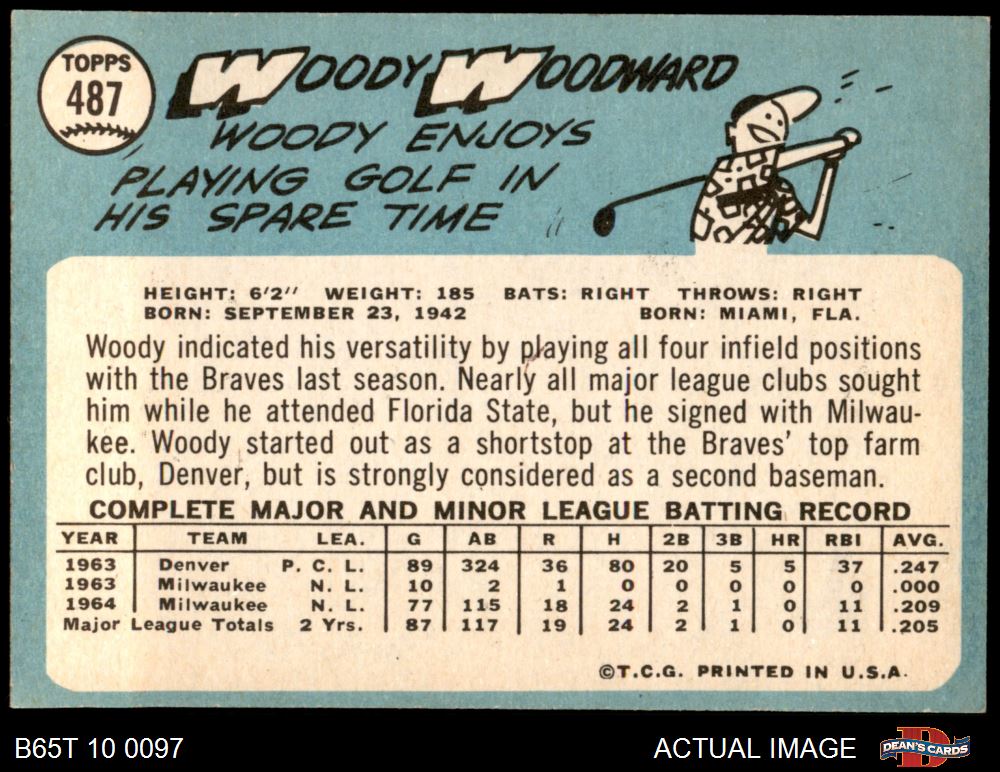 TOPPS
487
WOODY WOODWARD
WOODY ENJOYS
PLAYING GOLF IN
HIS SPARE TIME
HEIGHT: 6'2" WEIGHT: 185 BATS: RIGHT THROWS: RIGHT
BORN: SEPTEMBER 23, 1942 BORN: MIAMI, FLA.
Woody indicated his versatility by playing all four infield positions
with the Braves last season. Nearly all major league clubs sought
him while he attended Florida State, but he signed with Milwau-
kee. Woody started out as a shortstop at the Braves' top farm
club, Denver, but is strongly considered as a second baseman.
COMPLETE MAJOR AND MINOR LEAGUE BATTING RECORD
YEAR TEAM LEA. G AB R H 2B 3B HR RBI AVG.
1963 Denver P. C. L. 89 324 36 80 20 5 5 37 .247
1963 Milwaukee N. L. 10 2 1 0 0 0 0 0 .000
1964 Milwaukee N. L. 77 115 18 24 2 1 0 11 .209
Major League Totals 2 Yrs. 87 117 19 24 2 1 0 11 .205
©T.C.G. PRINTED IN U.S.A.
B65T 10 0097 ACTUAL IMAGE DEAN'S CARDS